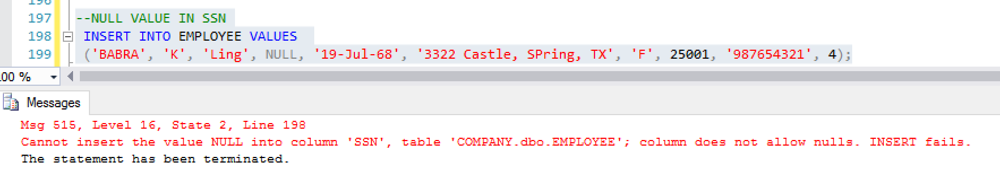 196
197 --NULL VALUE IN SSN
198 INSERT INTO EMPLOYEE VALUES
199 ('BABRA', 'K', 'Ling', NULL, '19-Jul-68', '3322 Castle, SPring, TX', 'F', 25001, '987654321', 4);
00 %
Messages
Msg 515, Level 16, State 2, Line 198
Cannot insert the value NULL into column 'SSN', table 'COMPANY.dbo.EMPLOYEE'; column does not allow nulls. INSERT fails.
The statement has been terminated.